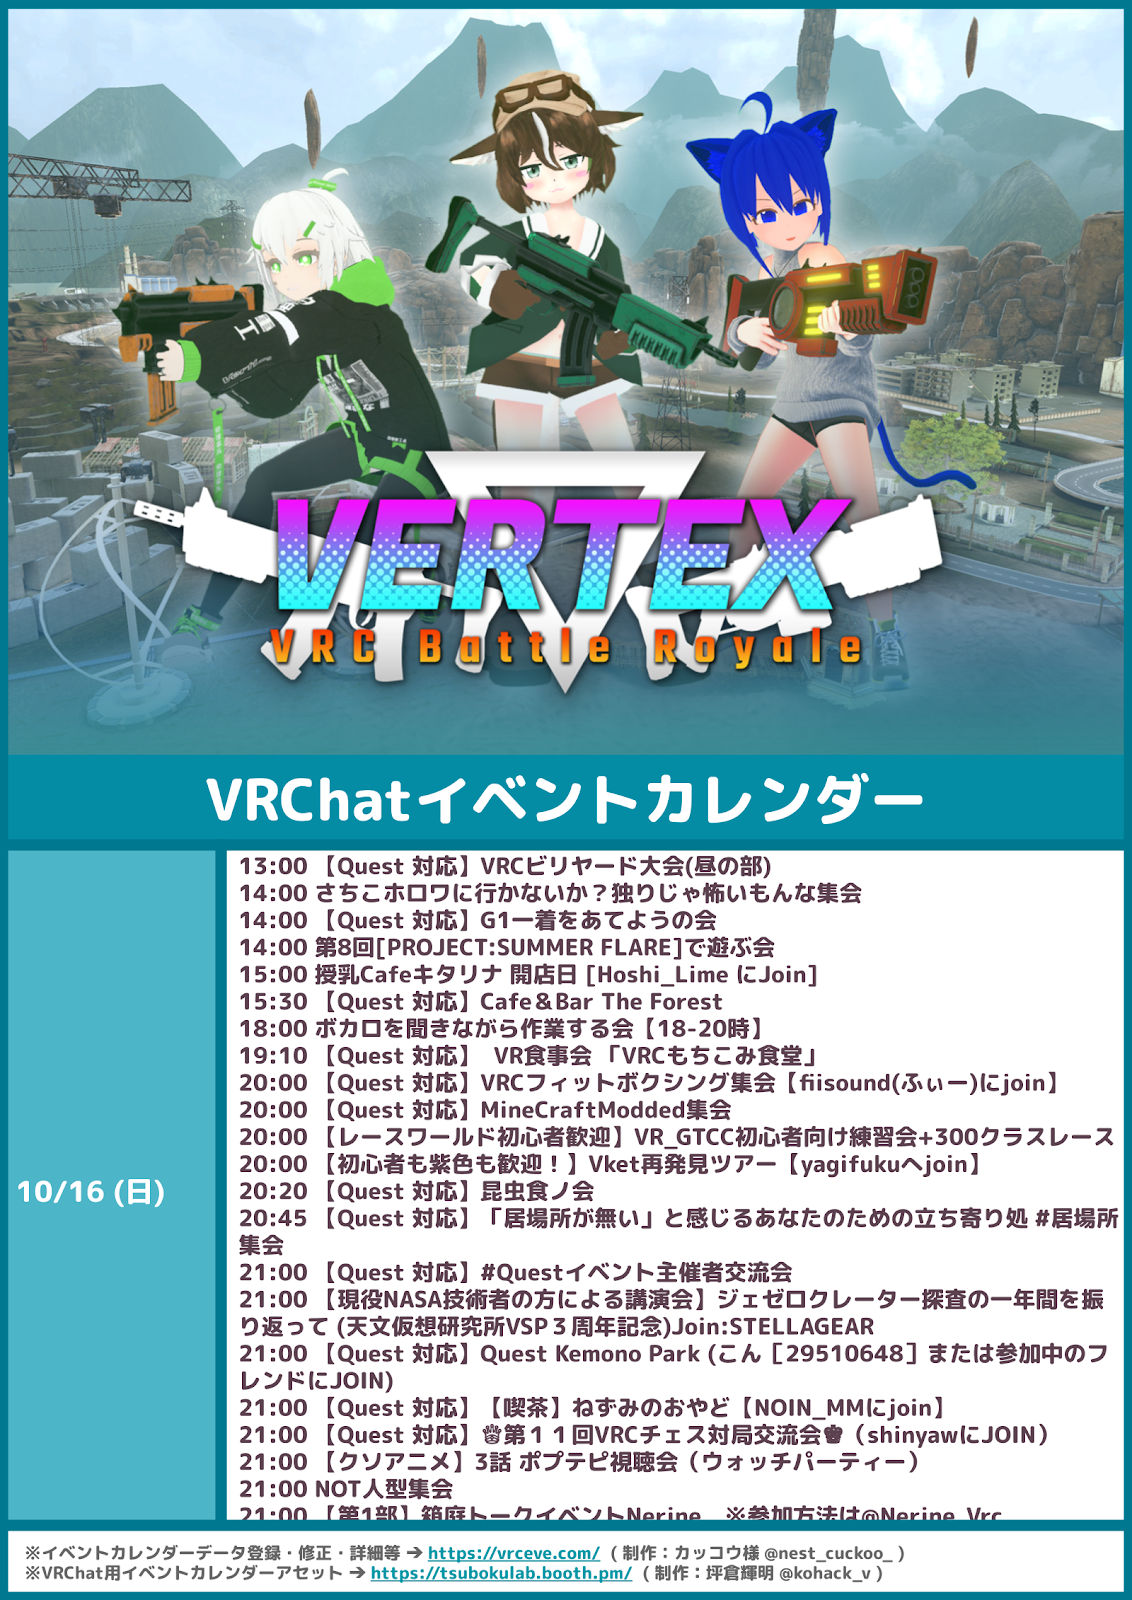 VERTEX
VRC Battle Royale
VRChatイベントカレンダー
10/16 (日)
13:00 【Quest 対応】VRCビリヤード大会(昼の部)
14:00 さちこホロワに行かないか？独りじゃ怖いもんな集会
14:00 【Quest 対応】G1一着をあてようの会
14:00 第8回[PROJECT:SUMMER FLARE]で遊ぶ会
15:00 授乳Cafeキタリナ 開店日 [Hoshi_Lime にJoin]
15:30 【Quest 対応】Cafe＆Bar The Forest
18:00 ボカロを聞きながら作業する会【18-20時】
19:10 【Quest 対応】 VR食事会 「VRCもちこみ食堂」
20:00 【Quest 対応】VRCフィットボクシング集会【fiisound(ふぃー)にjoin】
20:00 【Quest 対応】MineCraftModded集会
20:00 【レースワールド初心者歓迎】VR_GTCC初心者向け練習会+300クラスレース
20:00 【初心者も紫色も歓迎！】Vket再発見ツアー【yagifukuへjoin】
20:20 【Quest 対応】昆虫食ノ会
20:45 【Quest 対応】「居場所が無い」と感じるあなたのための立ち寄り処 #居場所
集会
21:00 【Quest 対応】#Questイベント主催者交流会
21:00 【現役NASA技術者の方による講演会】ジェゼロクレーター探査の一年間を振
り返って (天文仮想研究所VSP３周年記念)Join:STELLAGEAR
21:00 【Quest 対応】Quest Kemono Park (こん［29510648］または参加中のフ
レンドにJOIN)
21:00 【Quest 対応】【喫茶】ねずみのおやど【NOIN_MMにjoin】
21:00 【Quest 対応】♕第１１回VRCチェス対局交流会♚（shinyawにJOIN）
21:00 【クソアニメ】3話 ポプテピ視聴会（ウォッチパーティー）
21:00 NOT人型集会
21:00 【第1部】箱庭トークイベントNerine ※参加方法は@Nerine_Vrc
※イベントカレンダーデータ登録・修正・詳細等 ➔ https://vrceve.com/ ( 制作：カッコウ様 @nest_cuckoo_ )
※VRChat用イベントカレンダーアセット ➔ https://tsubokulab.booth.pm/ ( 制作：坪倉輝明 @kohack_v )